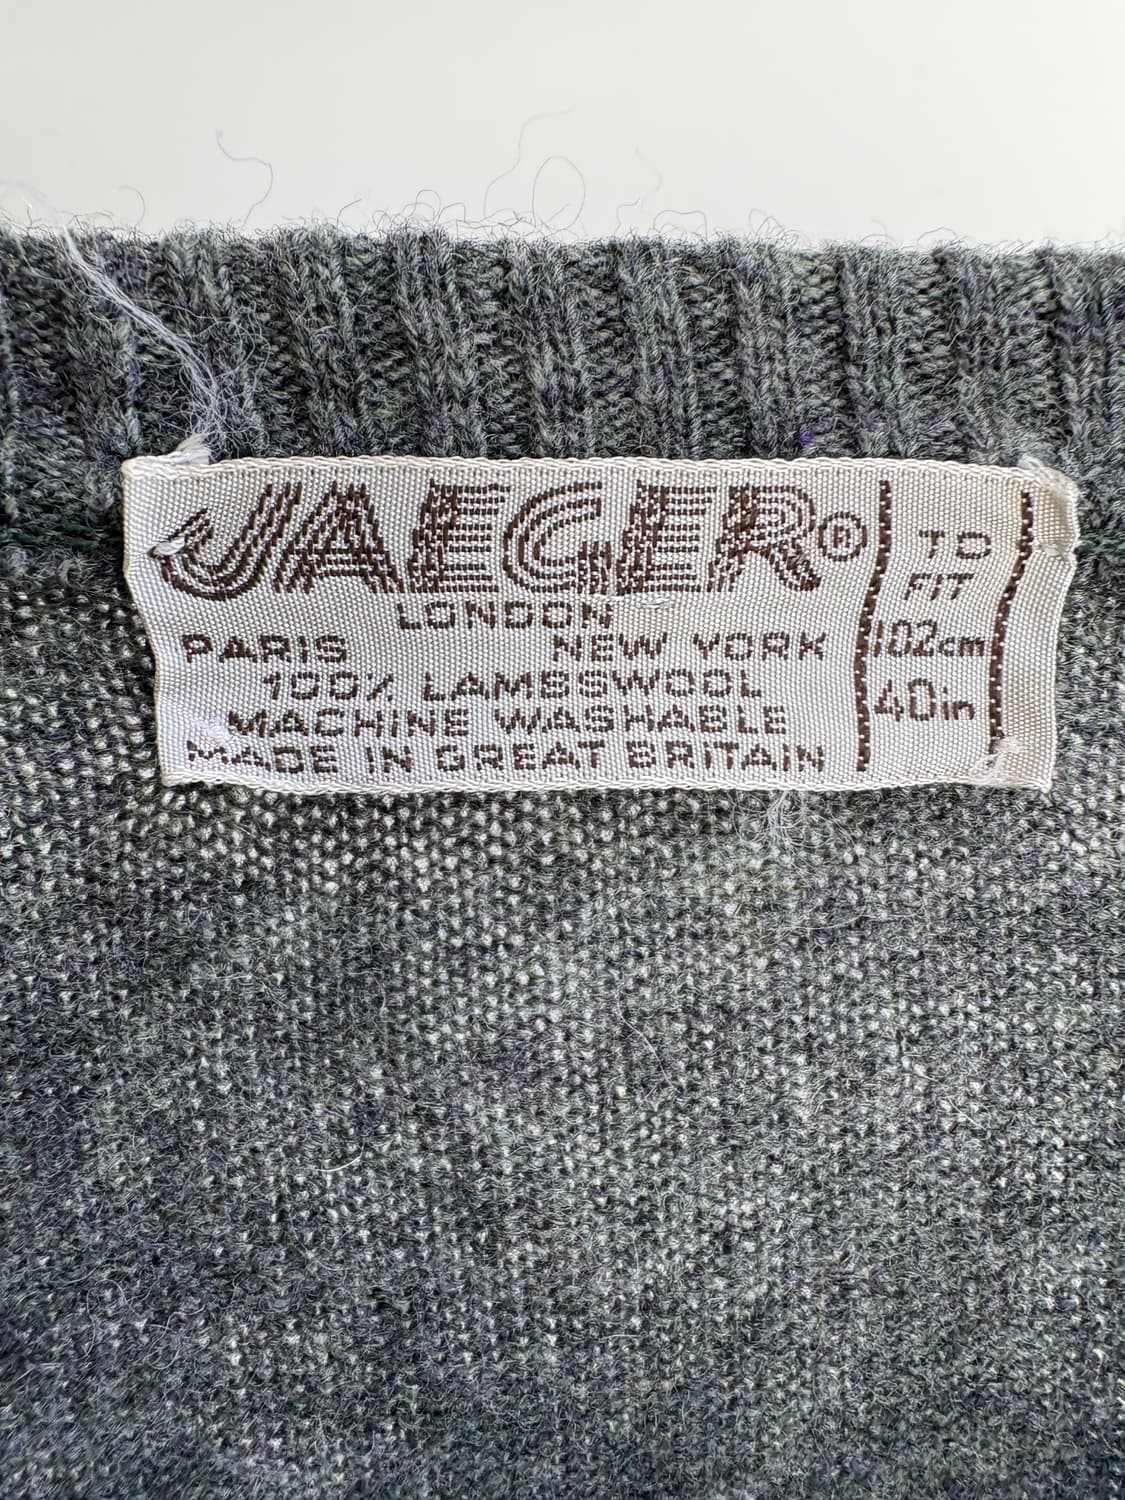 JAEGER®
LONDON
PARIS NEW YORK
100% LAMBSWOOL
MACHINE WASHABLE
MADE IN GREAT BRITAIN
TO
FIT
102cm
40in